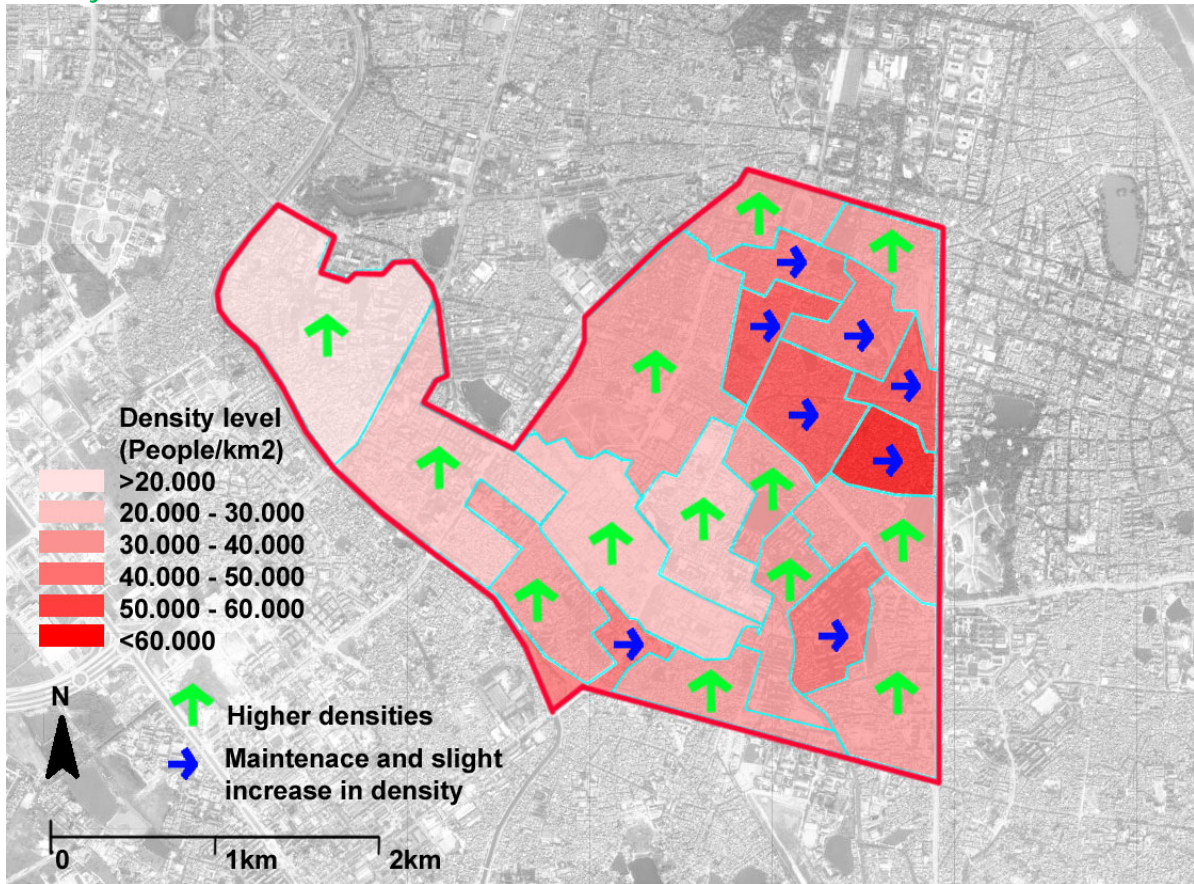 Density level
(People/km2)
>20.000
20.000 - 30.000
30.000 - 40.000
40.000 - 50.000
50.000 - 60.000
<60.000
N
Higher densities
Maintenace and slight
increase in density
0 1km 2km